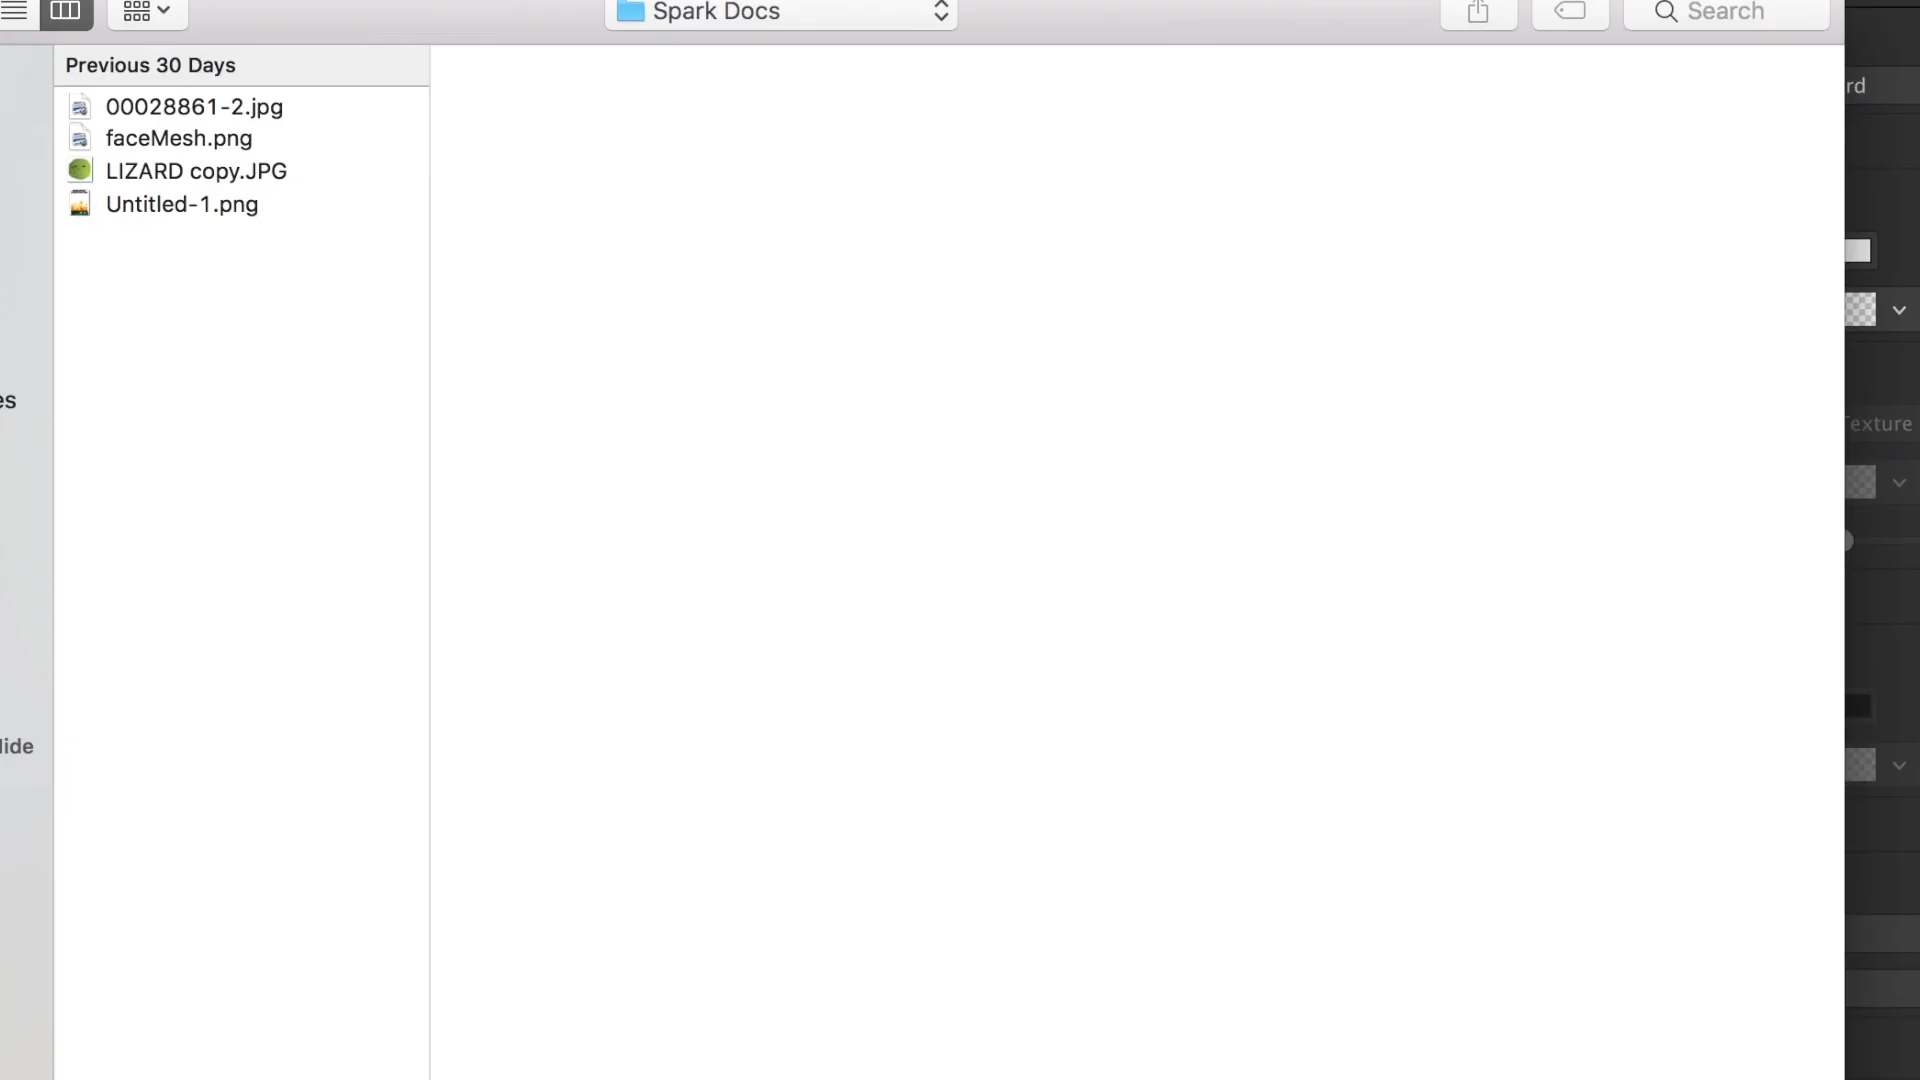 Spark Docs
Search
Previous 30 Days
00028861-2.jpg
faceMesh.png
LIZARD copy.JPG
Untitled-1.png
es
rd
Texture